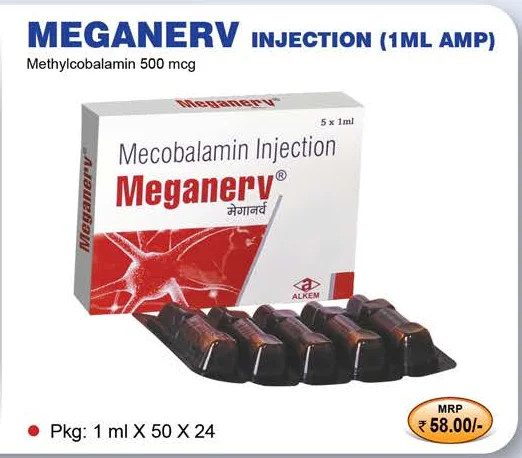 MEGANERV INJECTION (1ML AMP)
Methylcobalamin 500 mcg
Meganerv®
5 x 1ml
Mecobalamin Injection
Meganerv®
मेगानर्व
Meganerv®
a
ALKEM
Pkg: 1 ml X 50 X 24
MRP
₹ 58.00/-